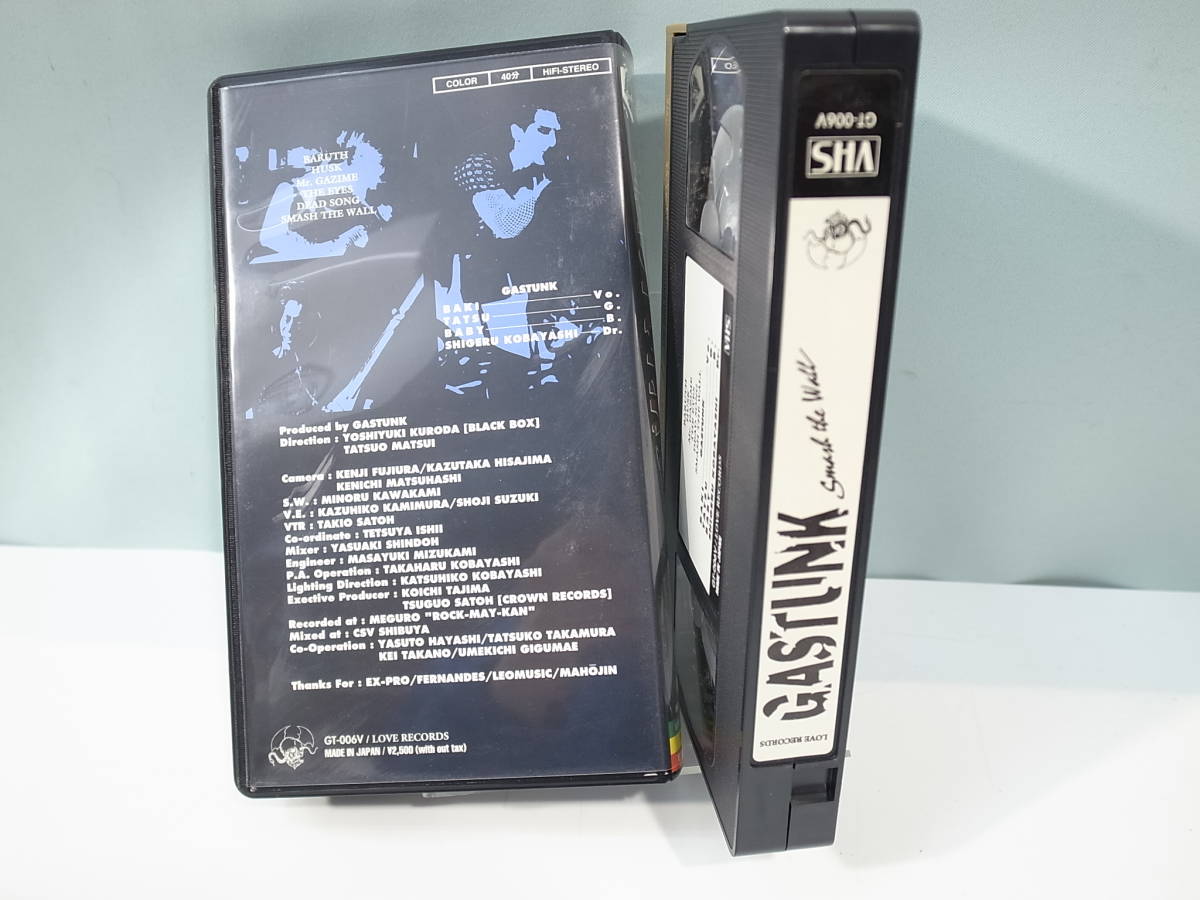 COLOR 40分 HiFi-STEREO
BARUTH
HUSK
Mr. GAZIME
THE EYES
DEAD SONG
SMASH THE WALL
GASTUNK
BAKI Vo.
TATSU G.
BABY B.
SHIGERU KOBAYASHI Dr.
Produced by GASTUNK
Direction : YOSHIYUKI KURODA [BLACK BOX]
TATSUO MATSUI
Camera : KENJI FUJIURA/KAZUTAKA HISAJIMA
KENICHI MATSUHASHI
S.W. : MINORU KAWAKAMI
V.E. : KAZUHIKO KAMIMURA/SHOJI SUZUKI
VTR : TAKIO SATOH
Co-ordinate : TETSUYA ISHII
Mixer : YASUAKI SHINDOH
Engineer : MASAYUKI MIZUKAMI
P.A. Operation : TAKAHARU KOBAYASHI
Lighting Direction : KATSUHIKO KOBAYASHI
Exective Producer : KOICHI TAJIMA
TSUGUO SATOH [CROWN RECORDS]
Recorded at : MEGURO "ROCK-MAY-KAN"
Mixed at : CSV SHIBUYA
Co-Operation : YASUTO HAYASHI/TATSUKO TAKAMURA
KEI TAKANO/UMEKICHI GIGUMAE
Thanks For : EX-PRO/FERNANDES/LEOMUSIC/MAHŌJIN
GT-006V / LOVE RECORDS
MADE IN JAPAN / ¥2,500 (with out tax)
GT-006V
VHS
GASTUNK Smash the Wall
LOVE RECORDS
VHS